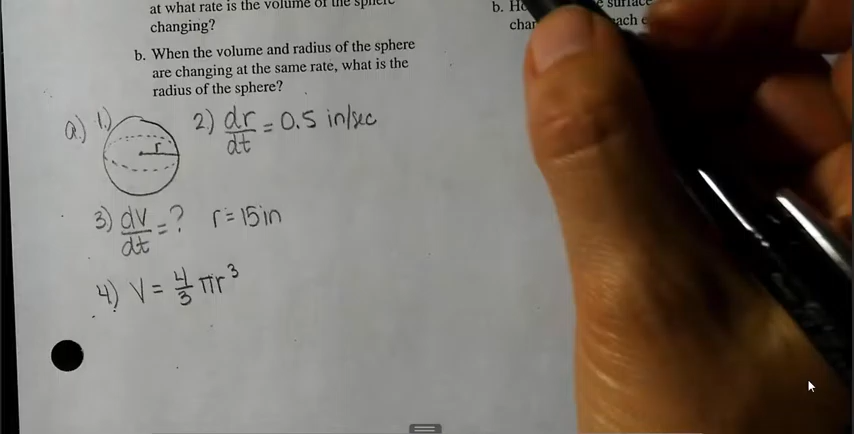 at what rate is the volume of the sphere
changing?
b. When the volume and radius of the sphere
are changing at the same rate, what is the
radius of the sphere?
b.
surface
a.) 1.) r 2) dr/dt = 0.5 in/sec
3) dV/dt = ? r = 15in
4) V = 4/3 πr³